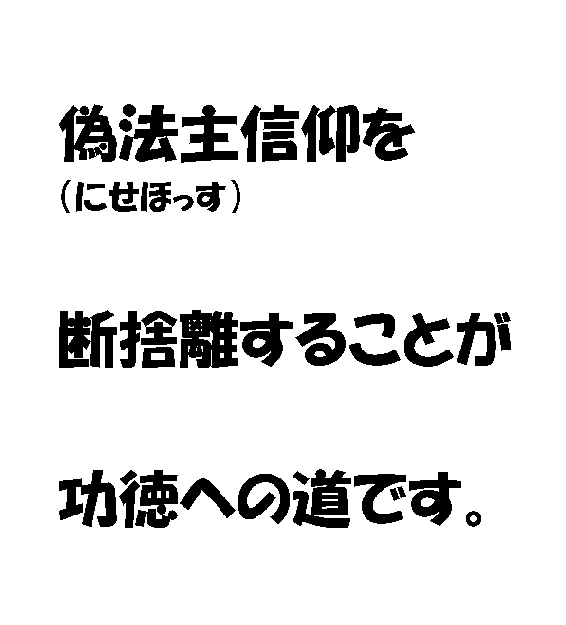 偽法主信仰を
（にせほっす）
断捨離することが
功徳への道です。